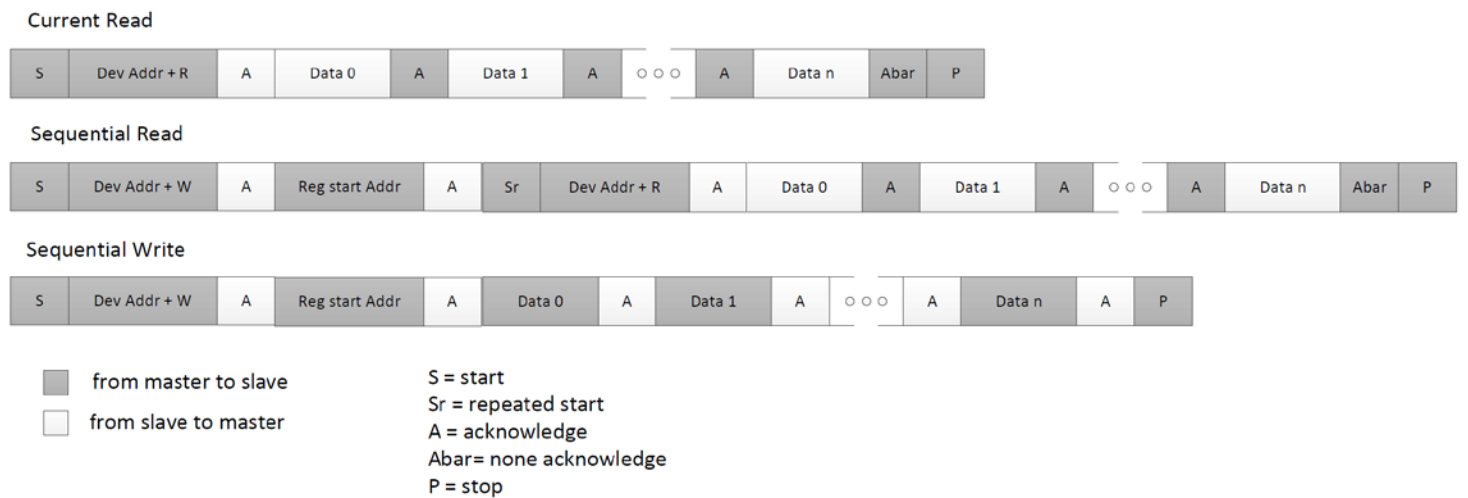 Current Read
S Dev Addr + R A Data 0 A Data 1 A A Data n Abar P
Sequential Read
S Dev Addr + W A Reg start Addr A Sr Dev Addr + R A Data 0 A Data 1 A A Data n Abar P
Sequential Write
S Dev Addr + W A Reg start Addr A Data 0 A Data 1 A A Data n A P
from master to slave
from slave to master
S = start
Sr = repeated start
A = acknowledge
Abar= none acknowledge
P = stop